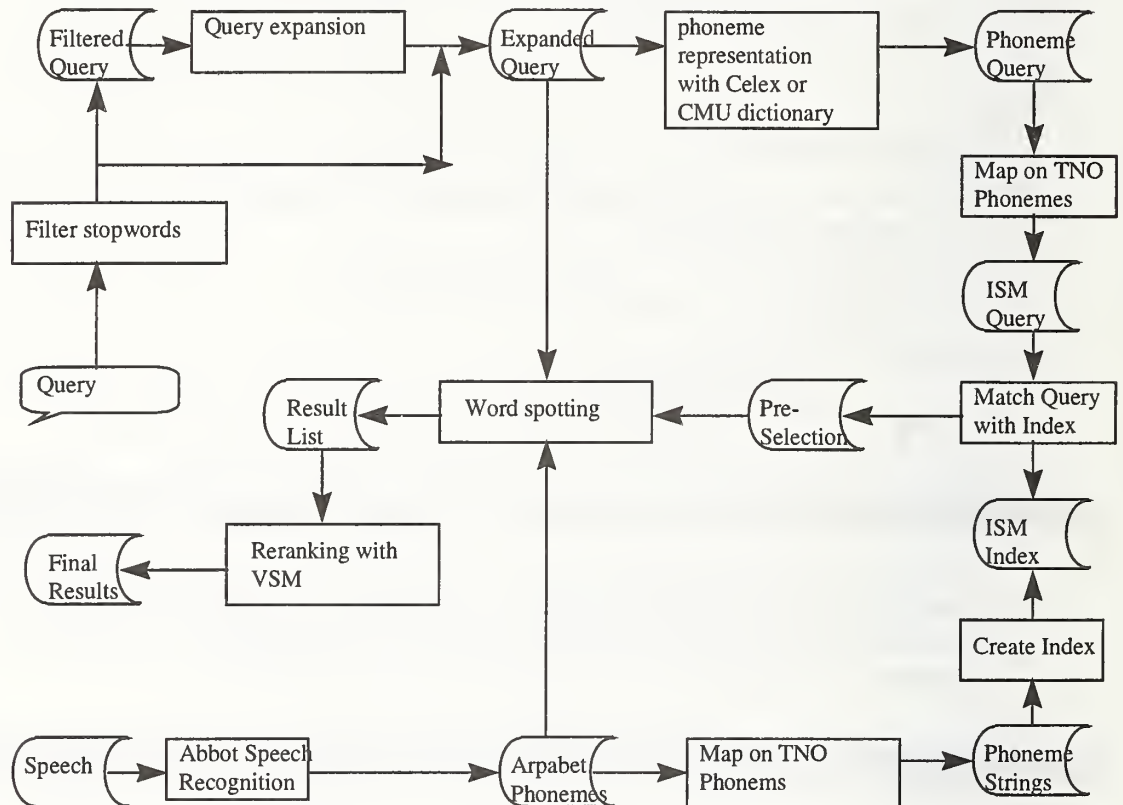 Filtered
Query
Query expansion
Expanded
Query
phoneme
representation
with Celex or
CMU dictionary
Phoneme
Query
Map on TNO
Phonemes
Filter stopwords
ISM
Query
Query
Result
List
Word spotting
Pre-
Selection
Match Query
with Index
Final
Results
Reranking with
VSM
ISM
Index
Create Index
Speech
Abbot Speech
Recognition
Arpabet
Phonemes
Map on TNO
Phonems
Phoneme
Strings